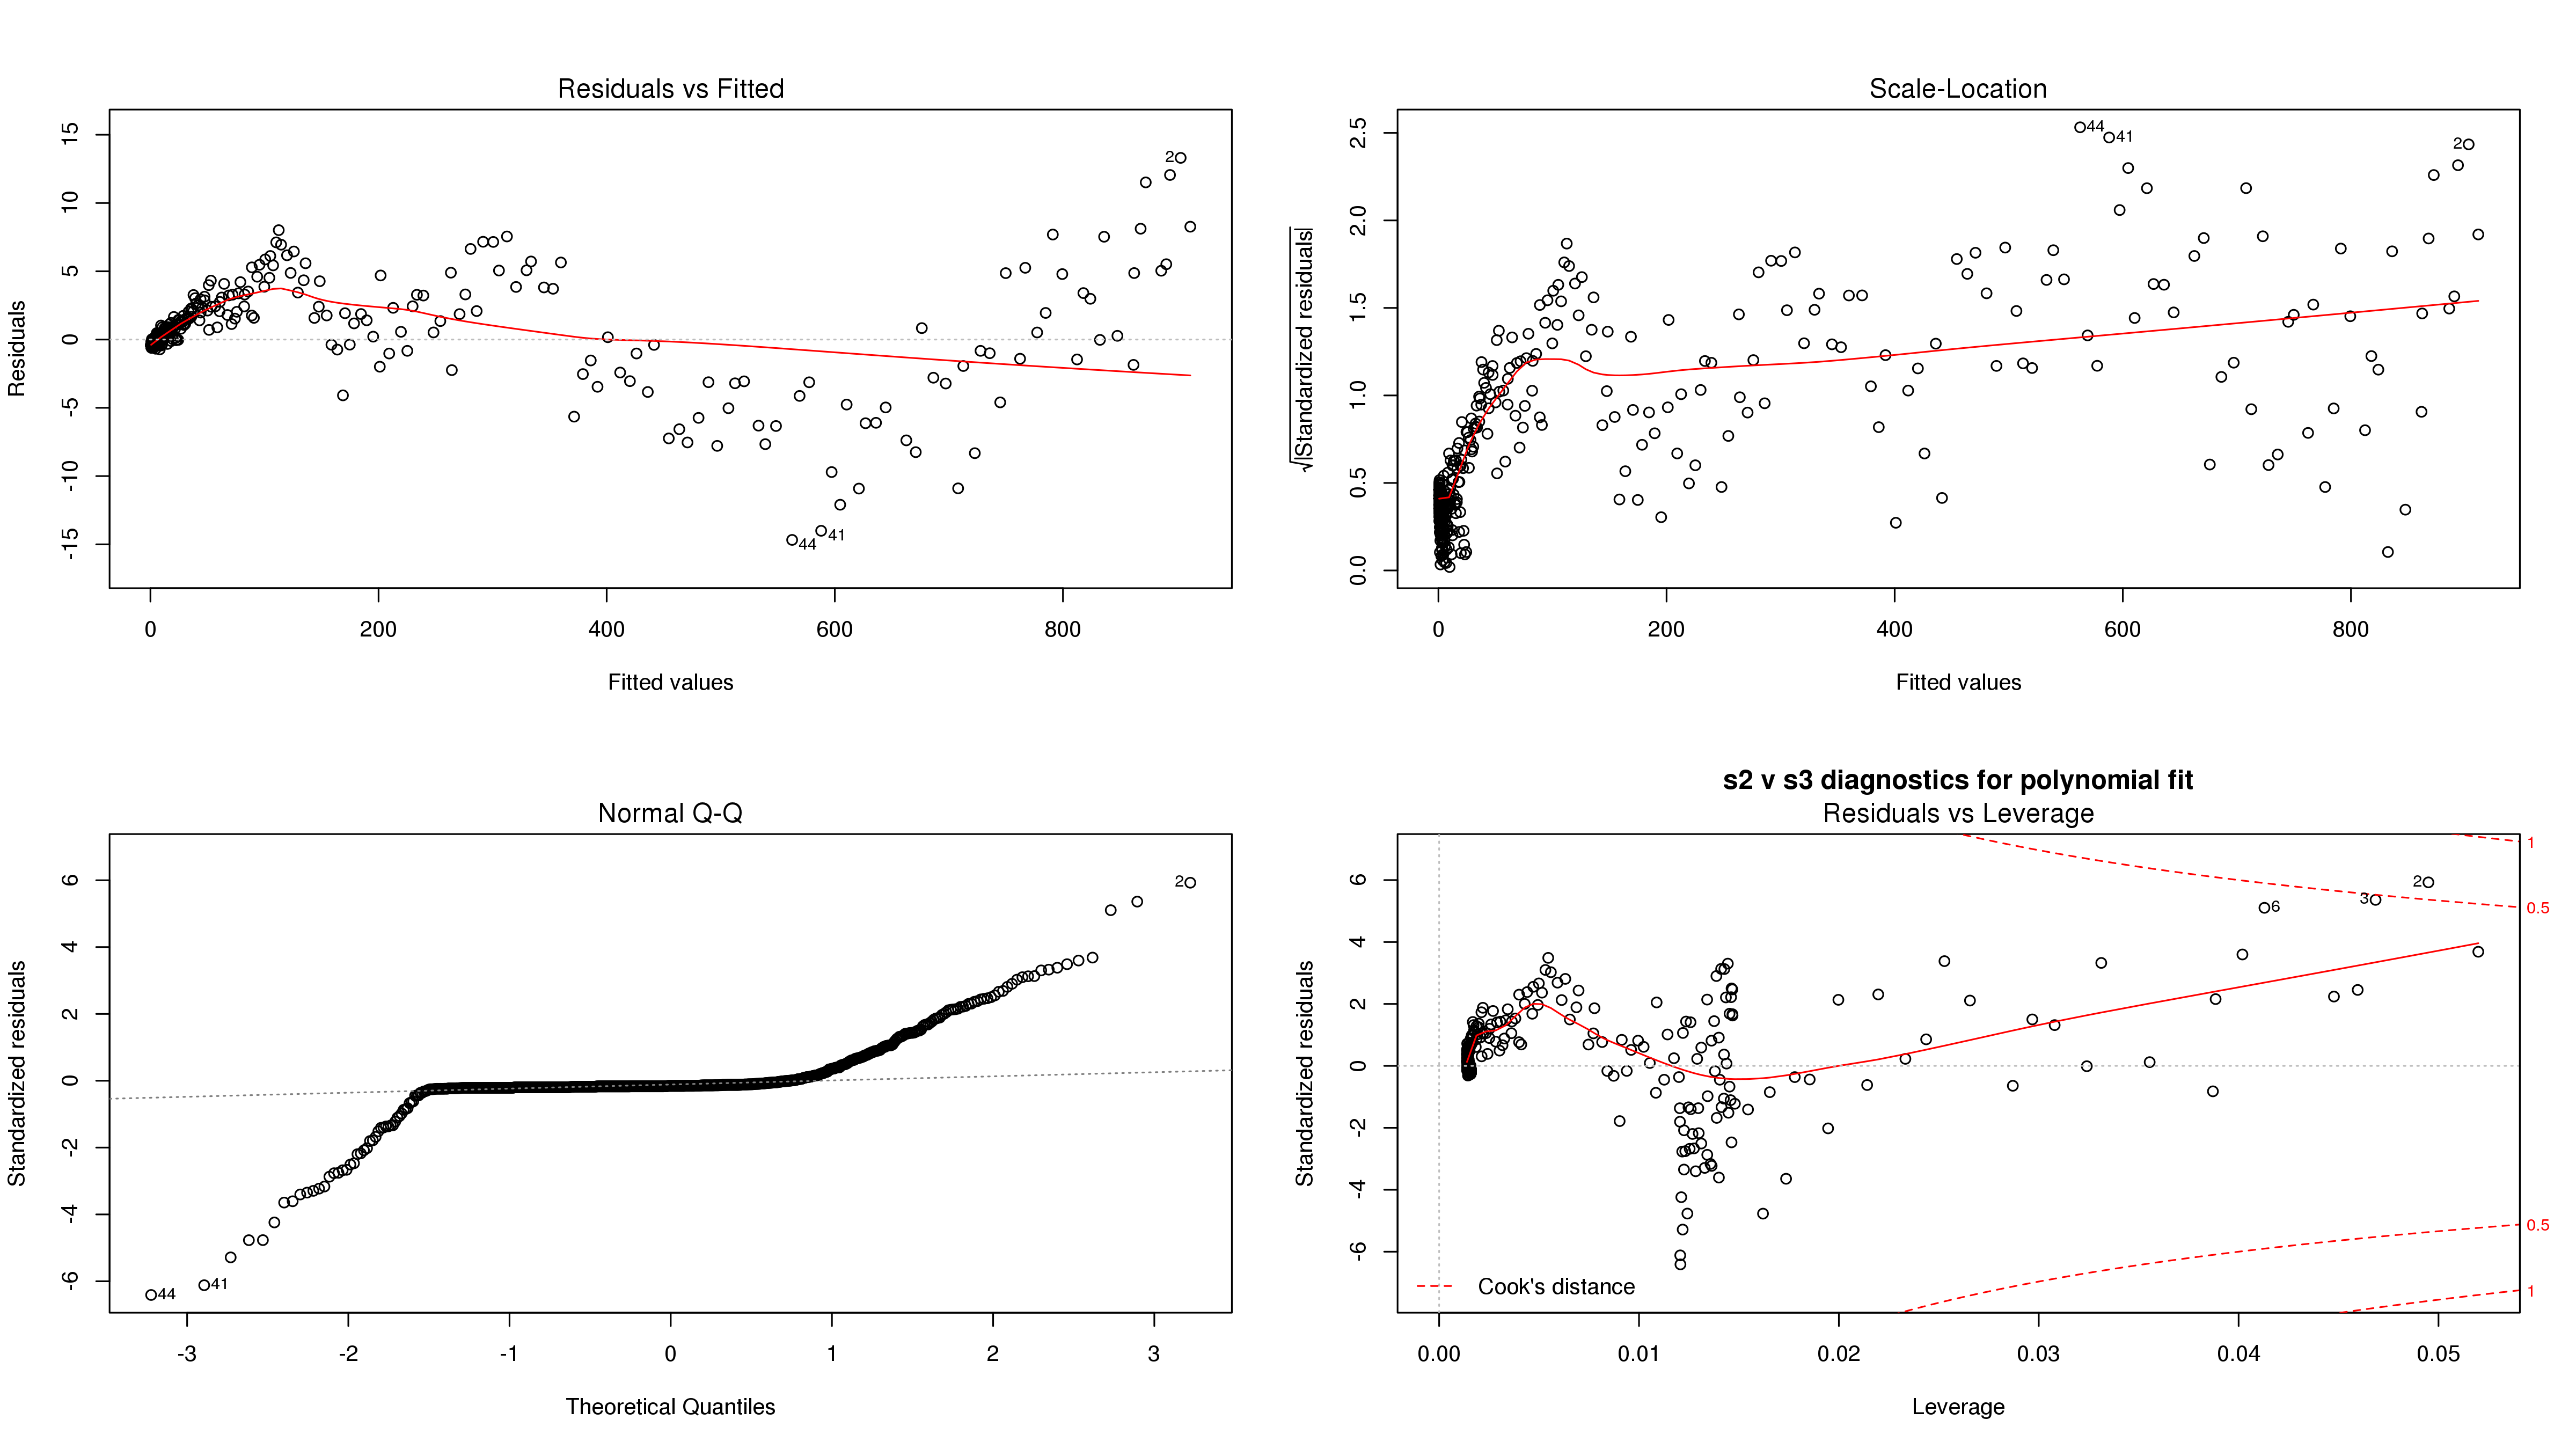 Residuals vs Fitted
Residuals
15
10
5
0
-5
-10
-15
2
44
41
0 200 400 600 800
Fitted values
Scale-Location
√|Standardized residuals|
2.5
2.0
1.5
1.0
0.5
0.0
44
41
2
0 200 400 600 800
Fitted values
Normal Q-Q
Standardized residuals
6
4
2
0
-2
-4
-6
2
44
41
-3 -2 -1 0 1 2 3
Theoretical Quantiles
s2 v s3 diagnostics for polynomial fit
Residuals vs Leverage
Standardized residuals
6
4
2
0
-2
-4
-6
2
3
6
1
0.5
0.5
1
Cook's distance
0.00 0.01 0.02 0.03 0.04 0.05
Leverage